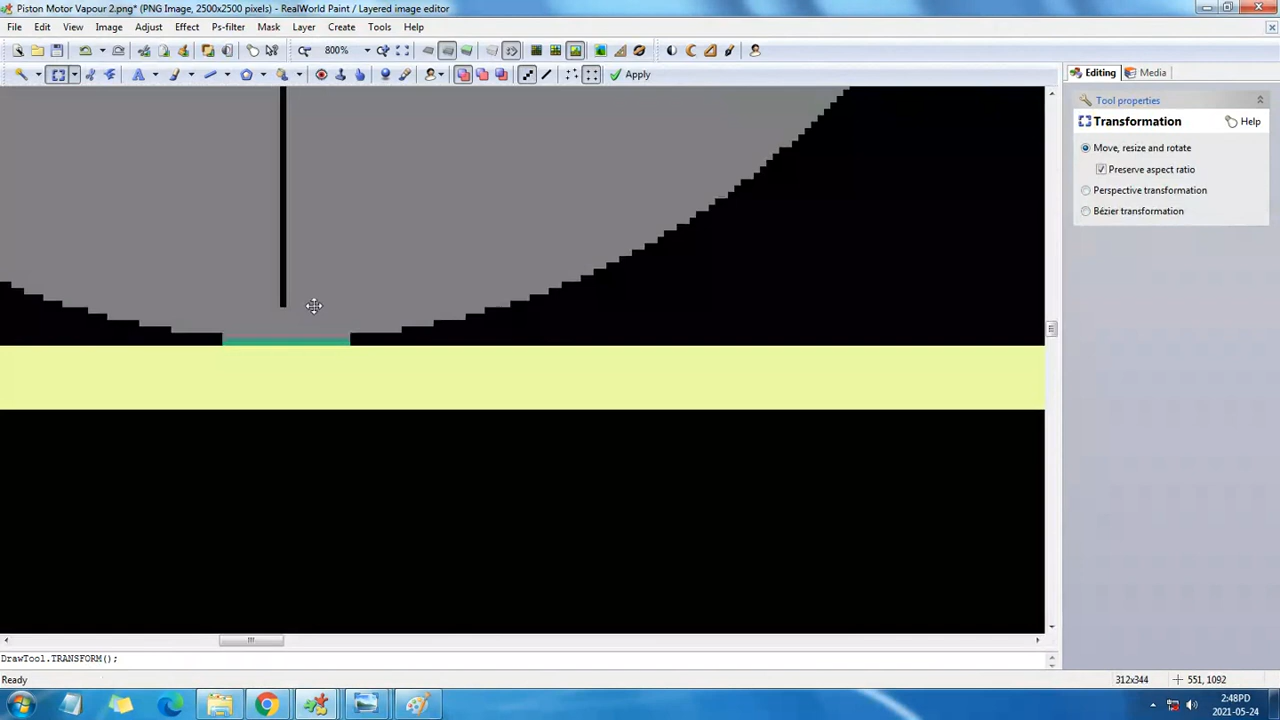 Piston Motor Vapour 2.png* (PNG Image, 2500x2500 pixels) - RealWorld Paint / Layered image editor
File Edit View Image Adjust Effect Ps-filter Mask Layer Create Tools Help
800%
Apply
Editing Media
Tool properties
Transformation Help
Move, resize and rotate
Preserve aspect ratio
Perspective transformation
Bézier transformation
DrawTool.TRANSFORM();
Ready 312x344 551, 1092
2:48PD
2021-05-24